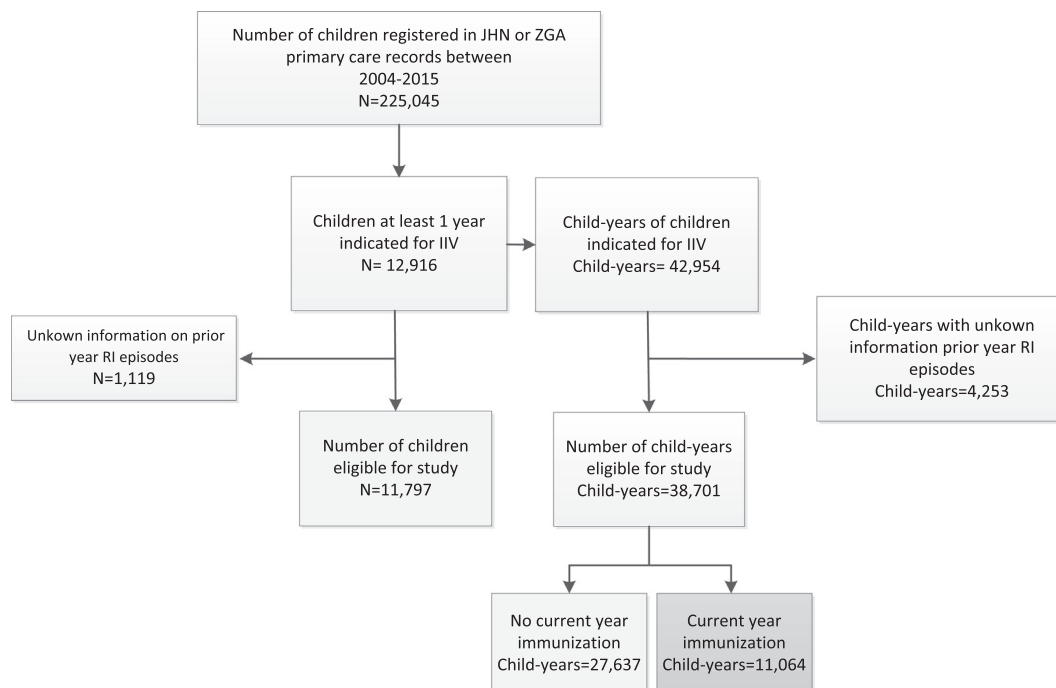 Number of children registered in JHN or ZGA
primary care records between
2004-2015
N=225,045
Children at least 1 year
indicated for IIV
N= 12,916
Child-years of children
indicated for IIV
Child-years= 42,954
Unkown information on prior
year RI episodes
N=1,119
Child-years with unkown
information prior year RI
episodes
Child-years=4,253
Number of children
eligible for study
N=11,797
Number of child-years
eligible for study
Child-years=38,701
No current year
immunization
Child-years=27,637
Current year
immunization
Child-years=11,064